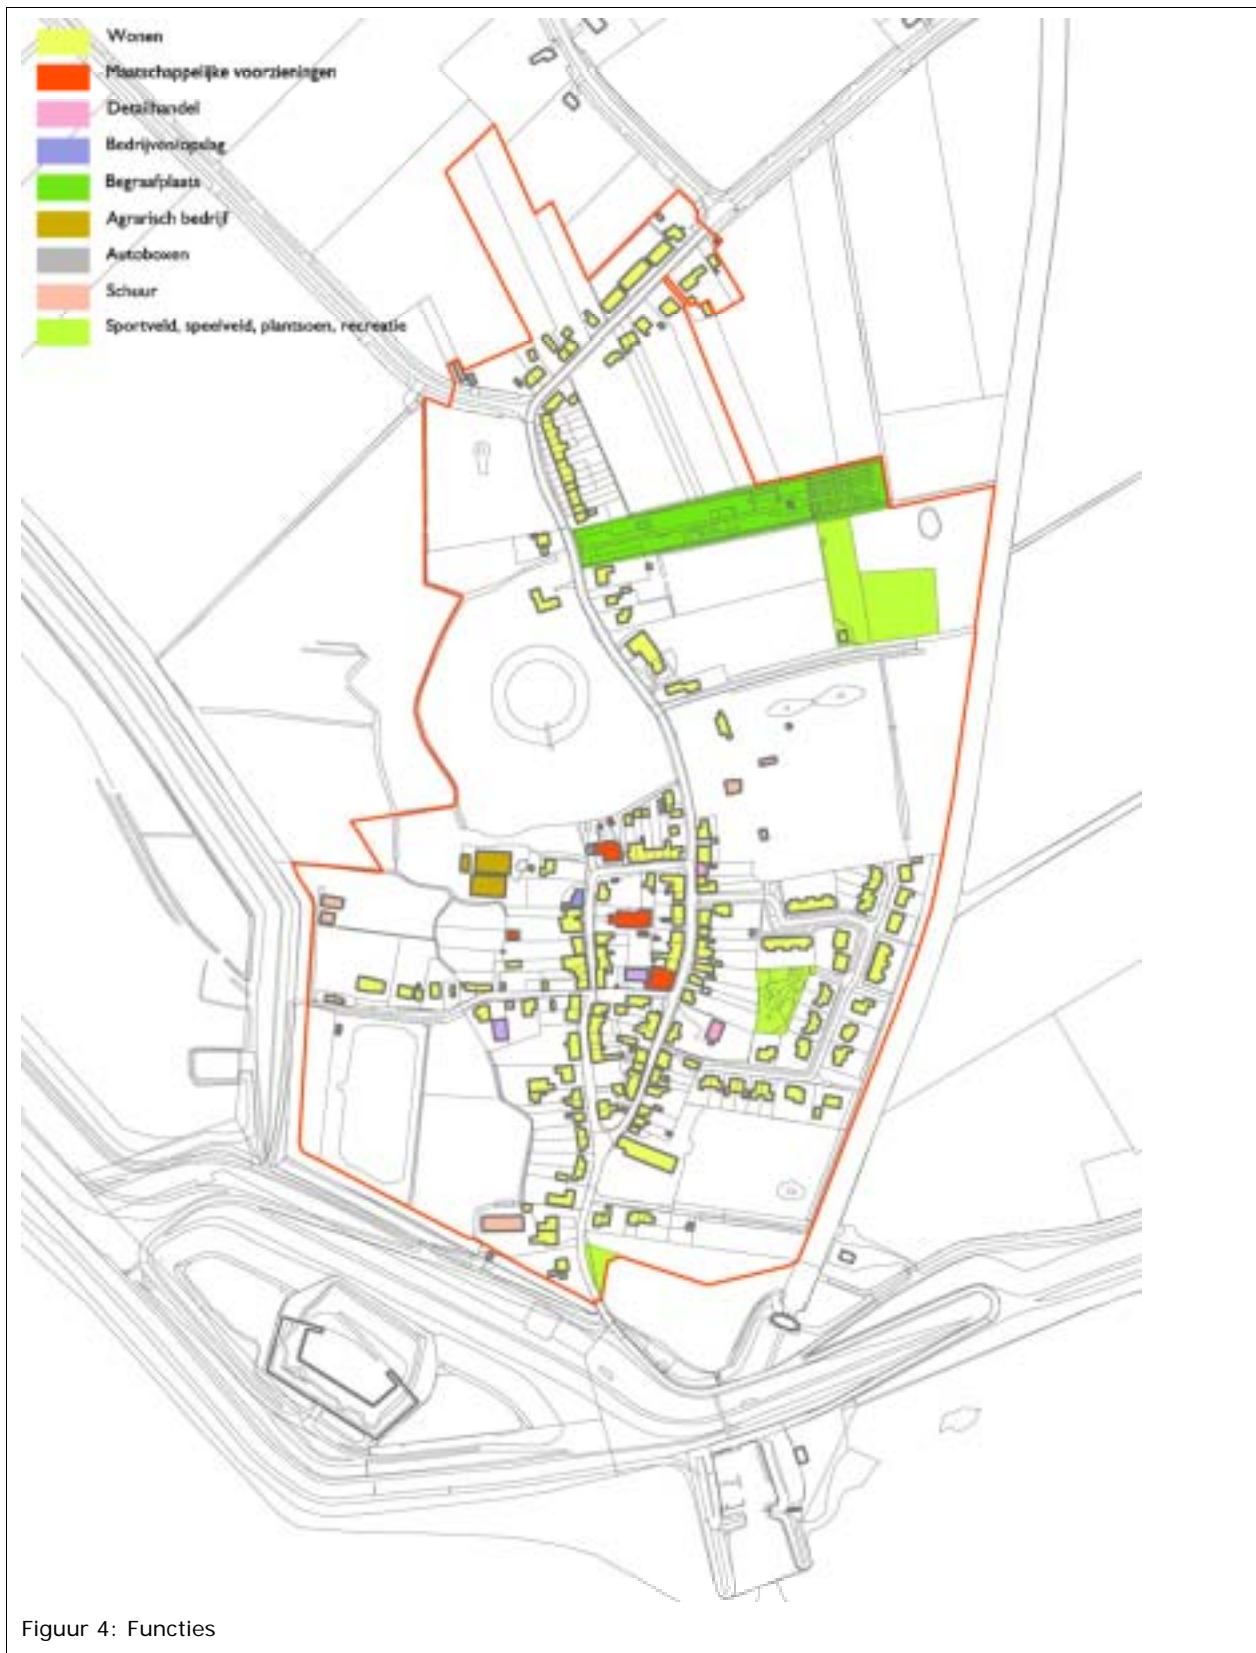 Wonen
Maatschappelijke voorzieningen
Detailhandel
Bedrijven/opslag
Begraafplaats
Agrarisch bedrijf
Autoboxen
Schuur
Sportveld, speelveld, plantsoen, recreatie
Figuur 4: Functies